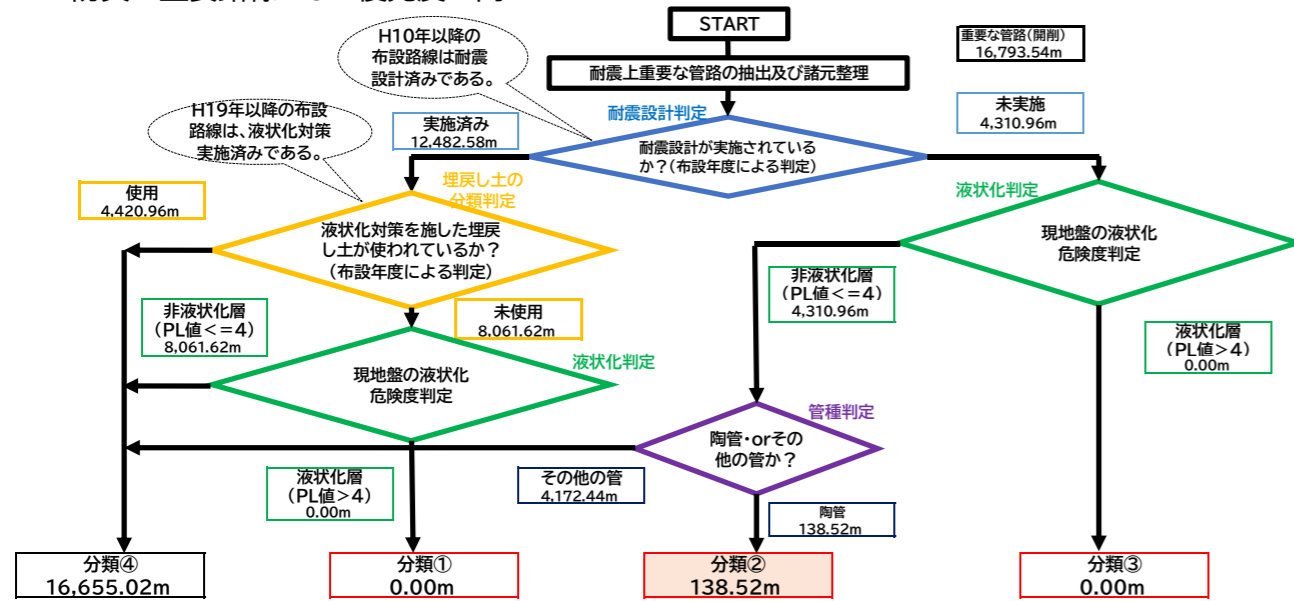 START
重要な管路(開削)
16,793.54m
H10年以降の
布設路線は耐震
設計済みである。
耐震上重要な管路の抽出及び諸元整理
H19年以降の布設
路線は、液状化対策
実施済みである。
実施済み
12,482.58m
耐震設計判定
未実施
4,310.96m
耐震設計が実施されている
か?(布設年度による判定)
使用
4,420.96m
埋戻し土の
分類判定
液状化判定
液状化対策を施した埋戻
し土が使われているか?
(布設年度による判定)
現地盤の液状化
危険度判定
非液状化層
(PL値<=4)
4,310.96m
非液状化層
(PL値<=4)
8,061.62m
未使用
8,061.62m
液状化層
(PL値>4)
0.00m
液状化判定
現地盤の液状化
危険度判定
管種判定
陶管・orその
他の管か?
液状化層
(PL値>4)
0.00m
その他の管
4,172.44m
陶管
138.52m
分類④
16,655.02m
分類①
0.00m
分類②
138.52m
分類③
0.00m